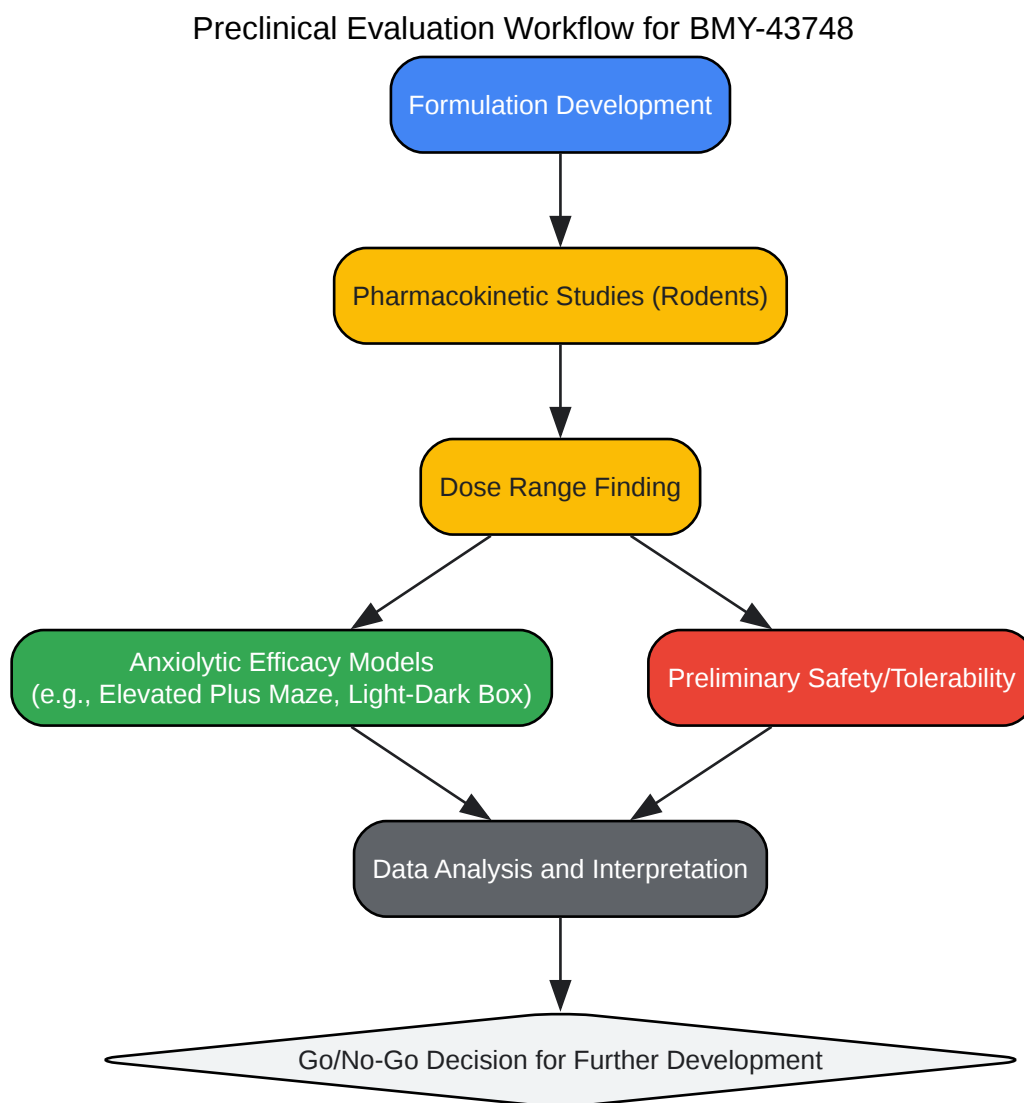 Preclinical Evaluation Workflow for BMY-43748
Formulation Development
Pharmacokinetic Studies (Rodents)
Dose Range Finding
Anxiolytic Efficacy Models
(e.g., Elevated Plus Maze, Light-Dark Box)
Preliminary Safety/Tolerability
Data Analysis and Interpretation
Go/No-Go Decision for Further Development